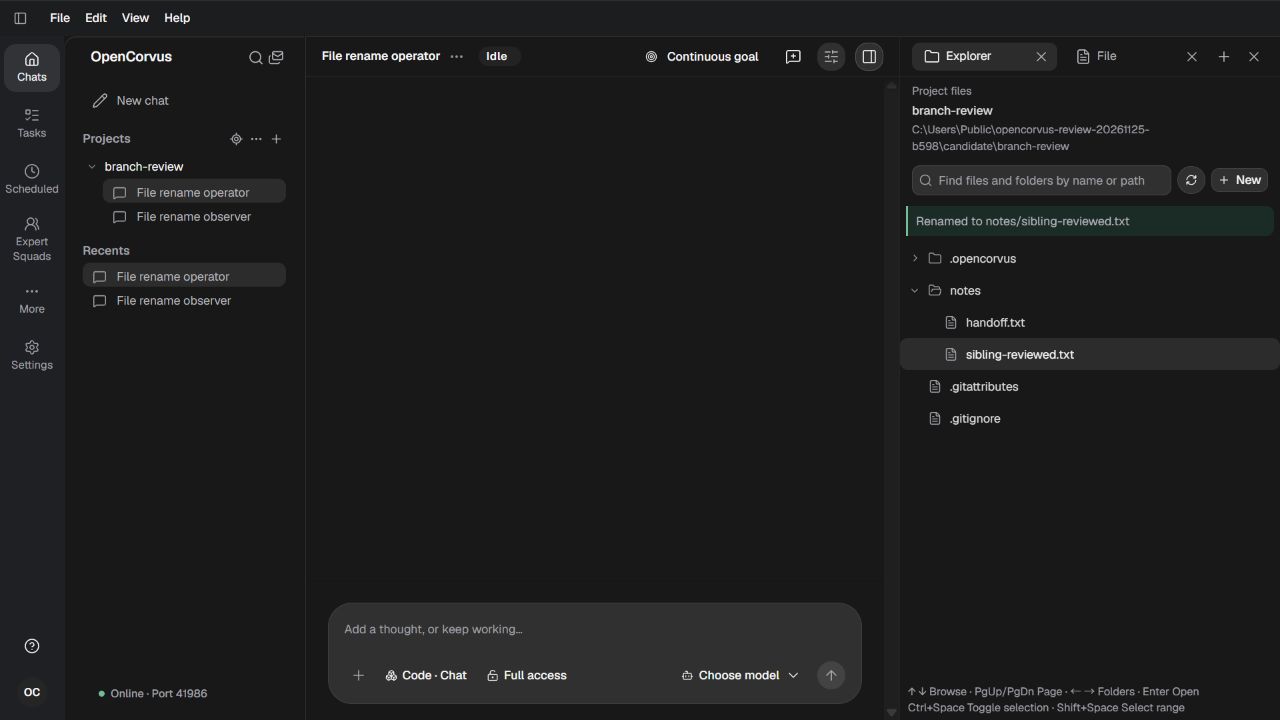 File Edit View Help
Chats
Tasks
Scheduled
Expert
Squads
More
Settings
OC
OpenCorvus
New chat
Projects
branch-review
File rename operator
File rename observer
Recents
File rename operator
File rename observer
Online · Port 41986
File rename operator ··· Idle
Continuous goal
Add a thought, or keep working...
Code · Chat
Full access
Choose model
Explorer
File
Project files
branch-review
C:\Users\Public\opencorvus-review-20261125-
b598\candidate\branch-review
Find files and folders by name or path
New
Renamed to notes/sibling-reviewed.txt
.opencorvus
notes
handoff.txt
sibling-reviewed.txt
.gitattributes
.gitignore
↑↓ Browse · PgUp/PgDn Page · ←→ Folders · Enter Open
Ctrl+Space Toggle selection · Shift+Space Select range